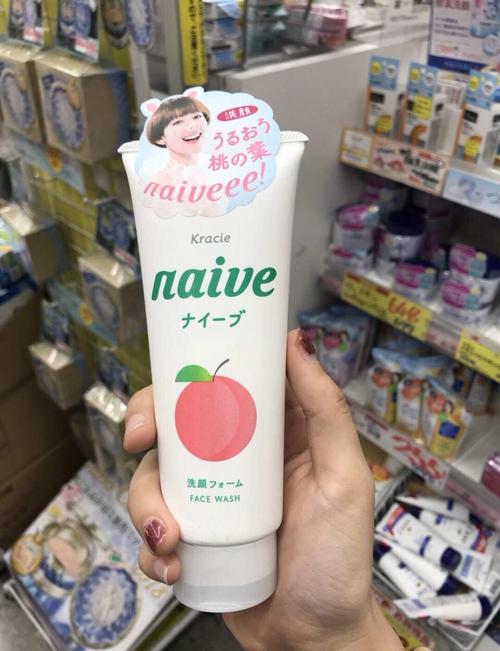 洗顔
うるおう
桃の葉
naiveee!
Kracie
naive
ナイーブ
洗顔フォーム
FACE WASH